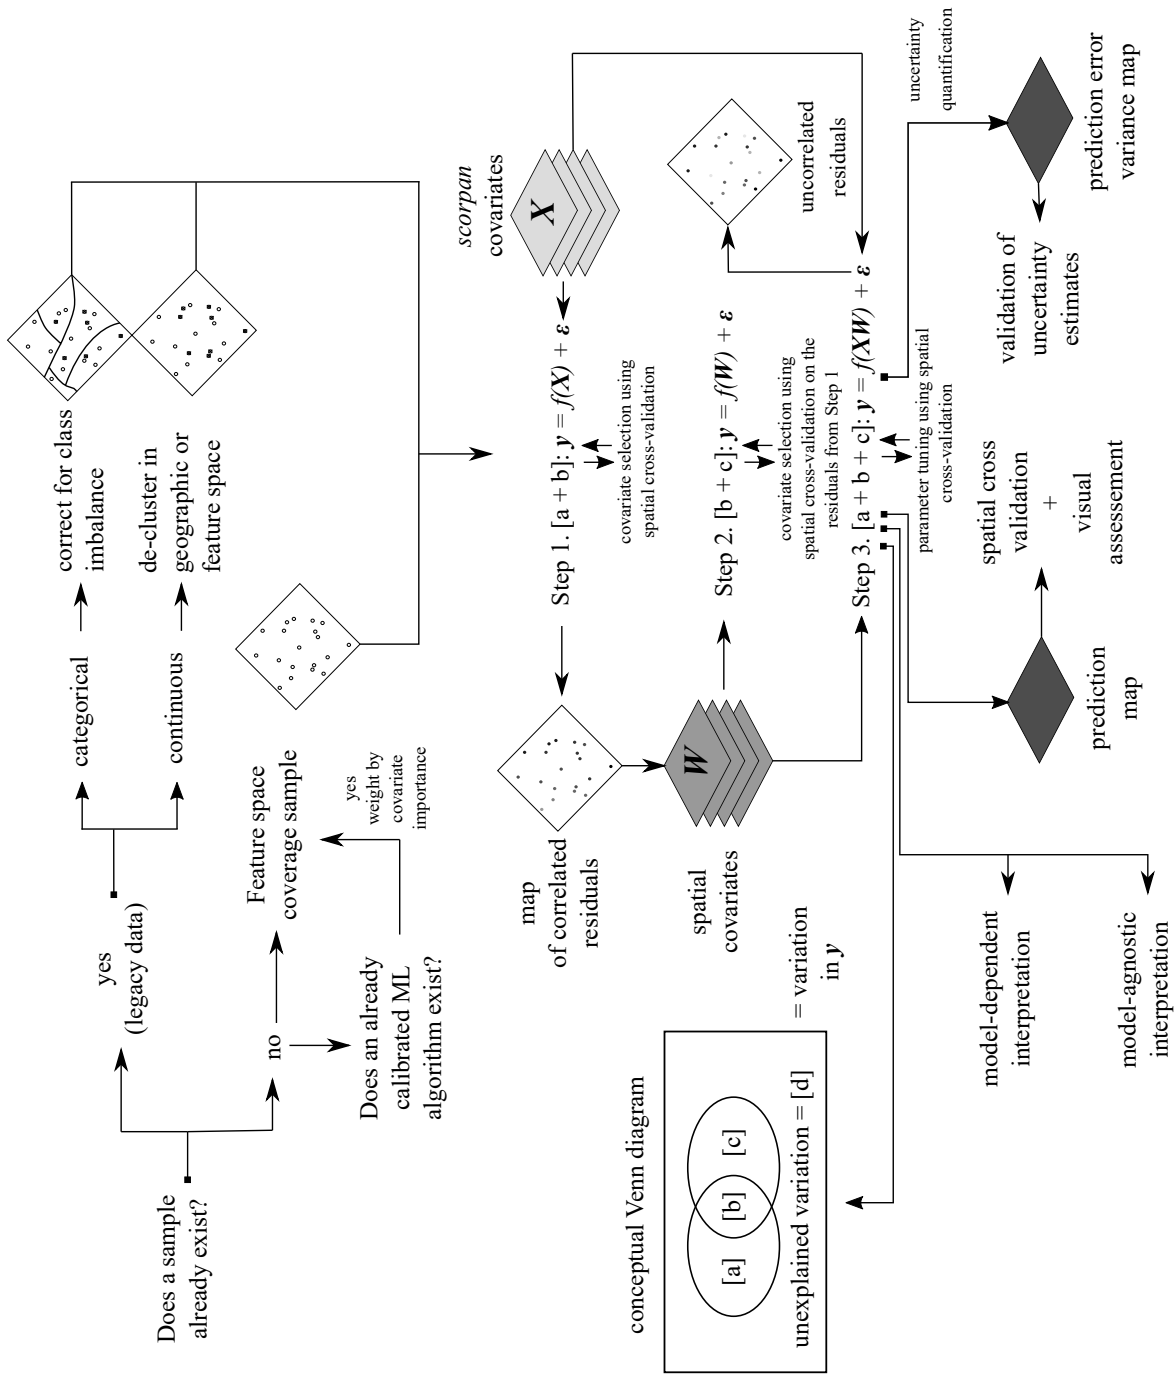 Does a sample
already exist?
yes
(legacy data)
no
categorical
continuous
correct for class
imbalance
de-cluster in
geographic or
feature space
Does an already
calibrated ML
algorithm exist?
Feature space
coverage sample
yes
weight by
covariate
importance
map
of correlated
residuals
Step 1. [a + b]: y = f(X) + ε
covariate selection using
spatial cross-validation
scorpan
covariates
X
spatial
covariates
W
Step 2. [b + c]: y = f(W) + ε
covariate selection using
spatial cross-validation on the
residuals from Step 1
uncorrelated
residuals
Step 3. [a + b + c]: y = f(XW) + ε
parameter tuning using spatial
cross-validation
uncertainty
quantification
conceptual Venn diagram
[a]
[b]
[c]
unexplained variation = [d]
= variation
in y
model-dependent
interpretation
model-agnostic
interpretation
prediction
map
spatial cross
validation
+
visual
assessement
validation of
uncertainty
estimates
prediction error
variance map